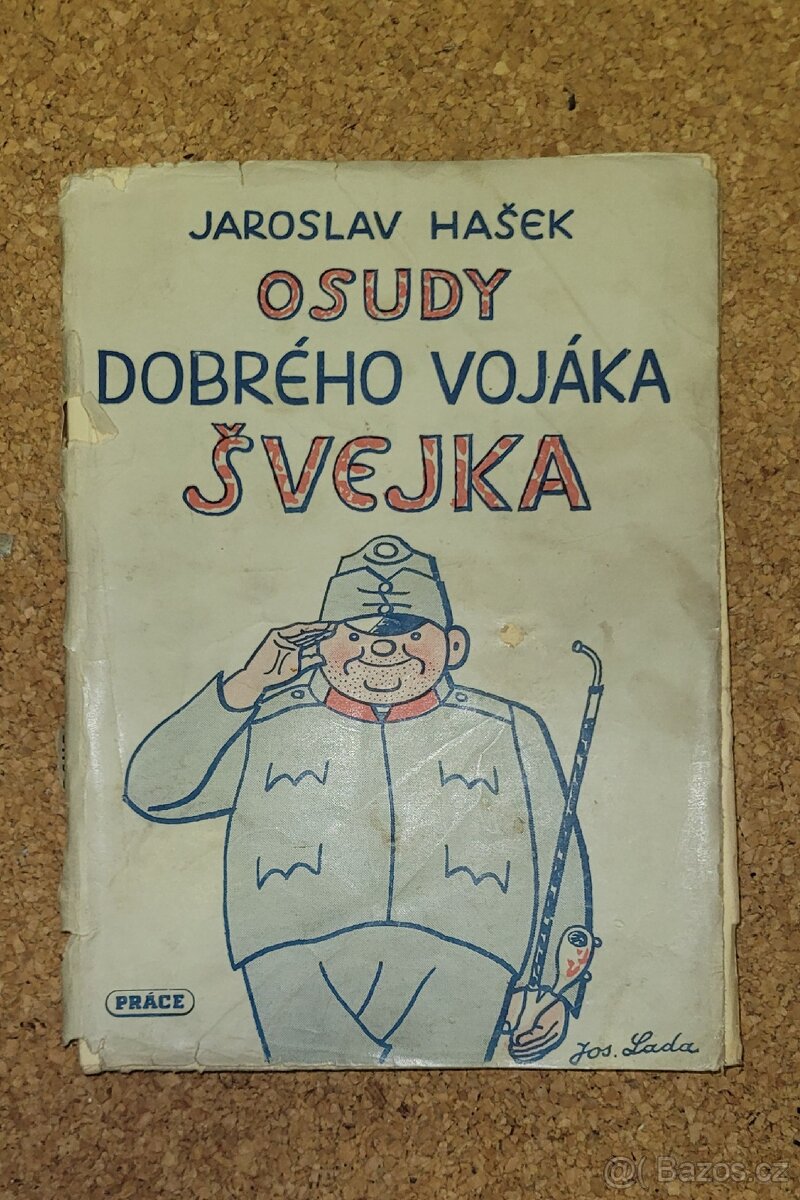 JAROSLAV HAŠEK
OSUDY
DOBRÉHO VOJÁKA
ŠVEJKA
PRÁCE
Jos. Lada
@( Bazos.cz